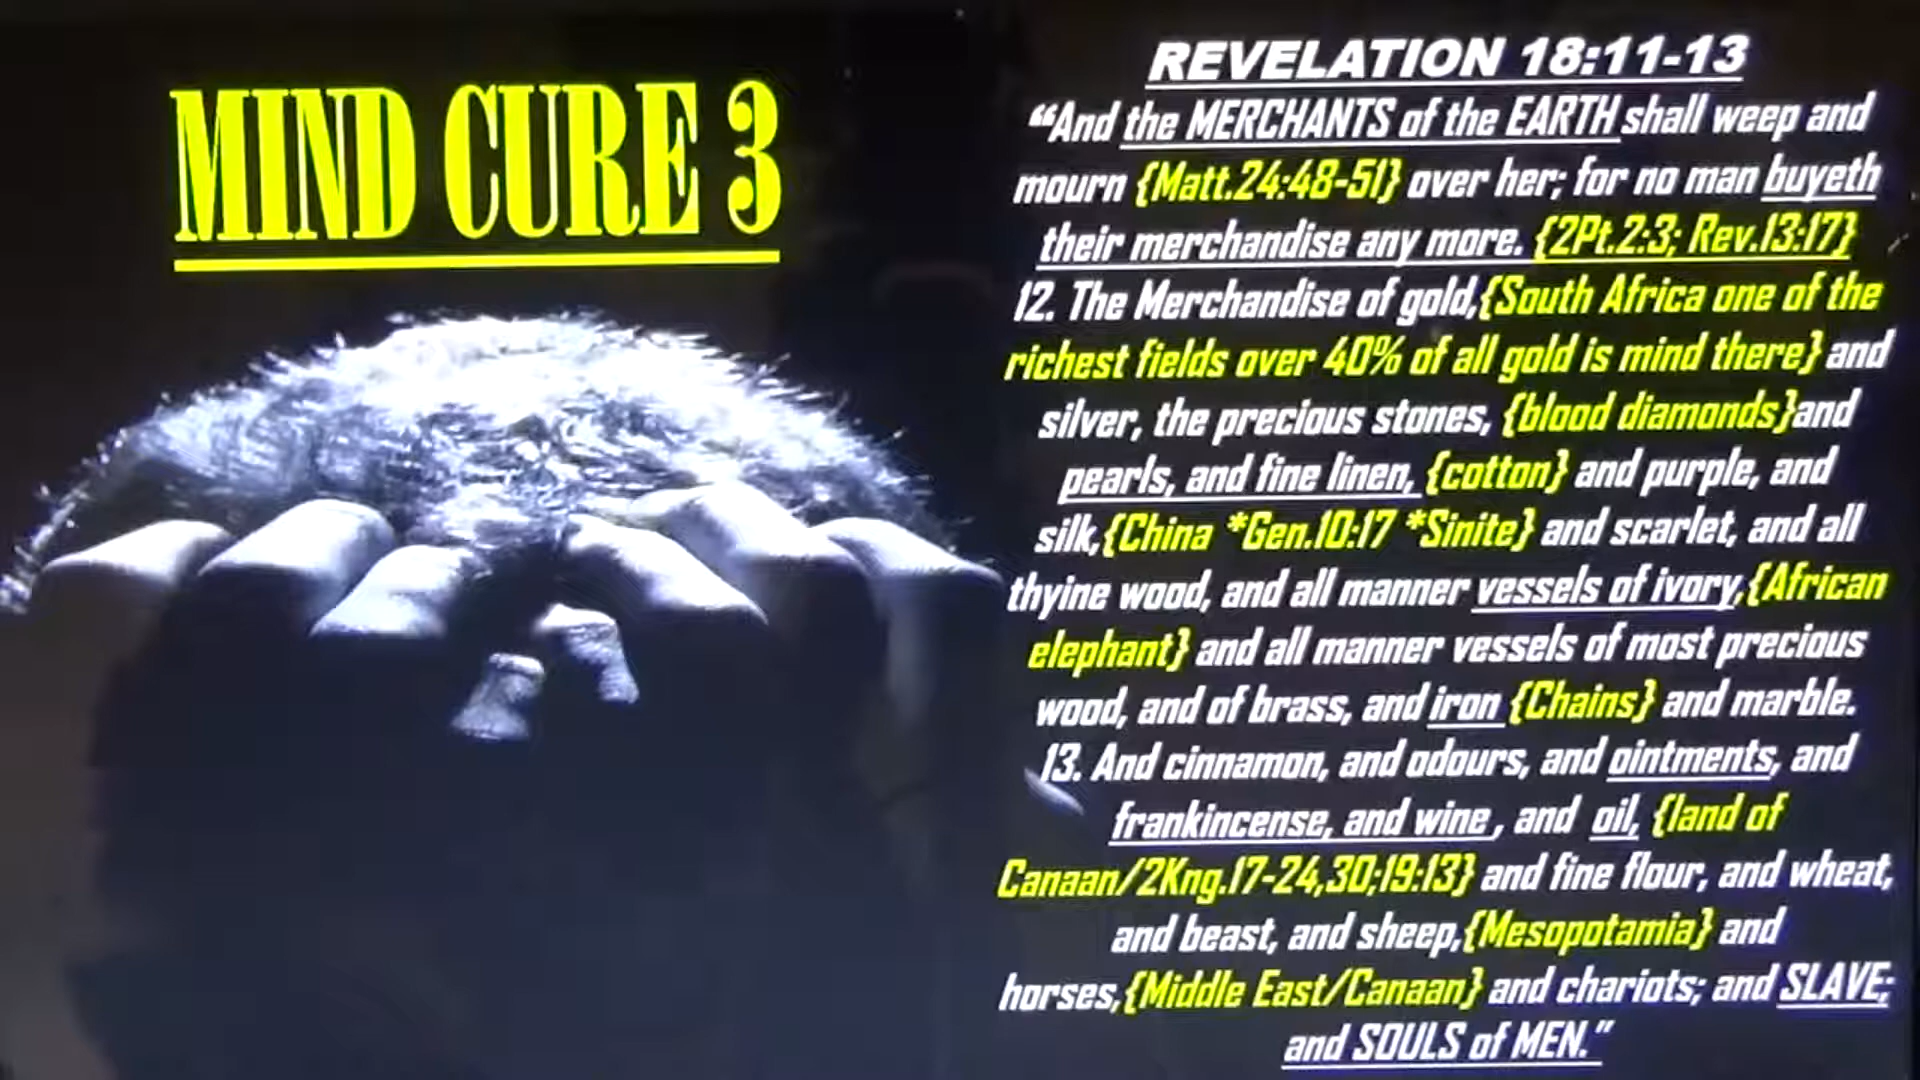 MIND CURE 3
REVELATION 18:11-13
“And the MERCHANTS of the EARTH shall weep and
mourn {Matt.24:48-51} over her; for no man buyeth
their merchandise any more. {2Pt.2:3; Rev.13:17}
12. The Merchandise of gold,{South Africa one of the
richest fields over 40% of all gold is mind there} and
silver, the precious stones, {blood diamonds}and
pearls, and fine linen, {cotton} and purple, and
silk,{China *Gen.10:17 *Sinite} and scarlet, and all
thyine wood, and all manner vessels of ivory,{African
elephant} and all manner vessels of most precious
wood, and of brass, and iron {Chains} and marble.
13. And cinnamon, and odours, and ointments, and
frankincense, and wine, and oil, {land of
Canaan/2Kng.17-24,30;19:13} and fine flour, and wheat,
and beast, and sheep,{Mesopotamia} and
horses,{Middle East/Canaan} and chariots; and SLAVE;
and SOULS of MEN.”